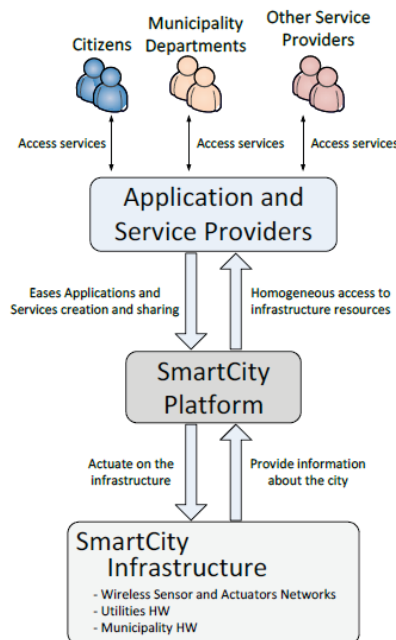 Citizens
Municipality
Departments
Other Service
Providers
Access services
Access services
Access services
Application and
Service Providers
Eases Applications and
Services creation and sharing
Homogeneous access to
infrastructure resources
SmartCity
Platform
Actuate on the
infrastructure
Provide information
about the city
SmartCity
Infrastructure
- Wireless Sensor and Actuators Networks
- Utilities HW
- Municipality HW